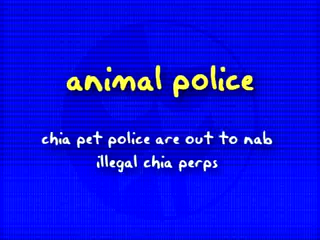 animal police
chia pet police are out to nab
illegal chia perps